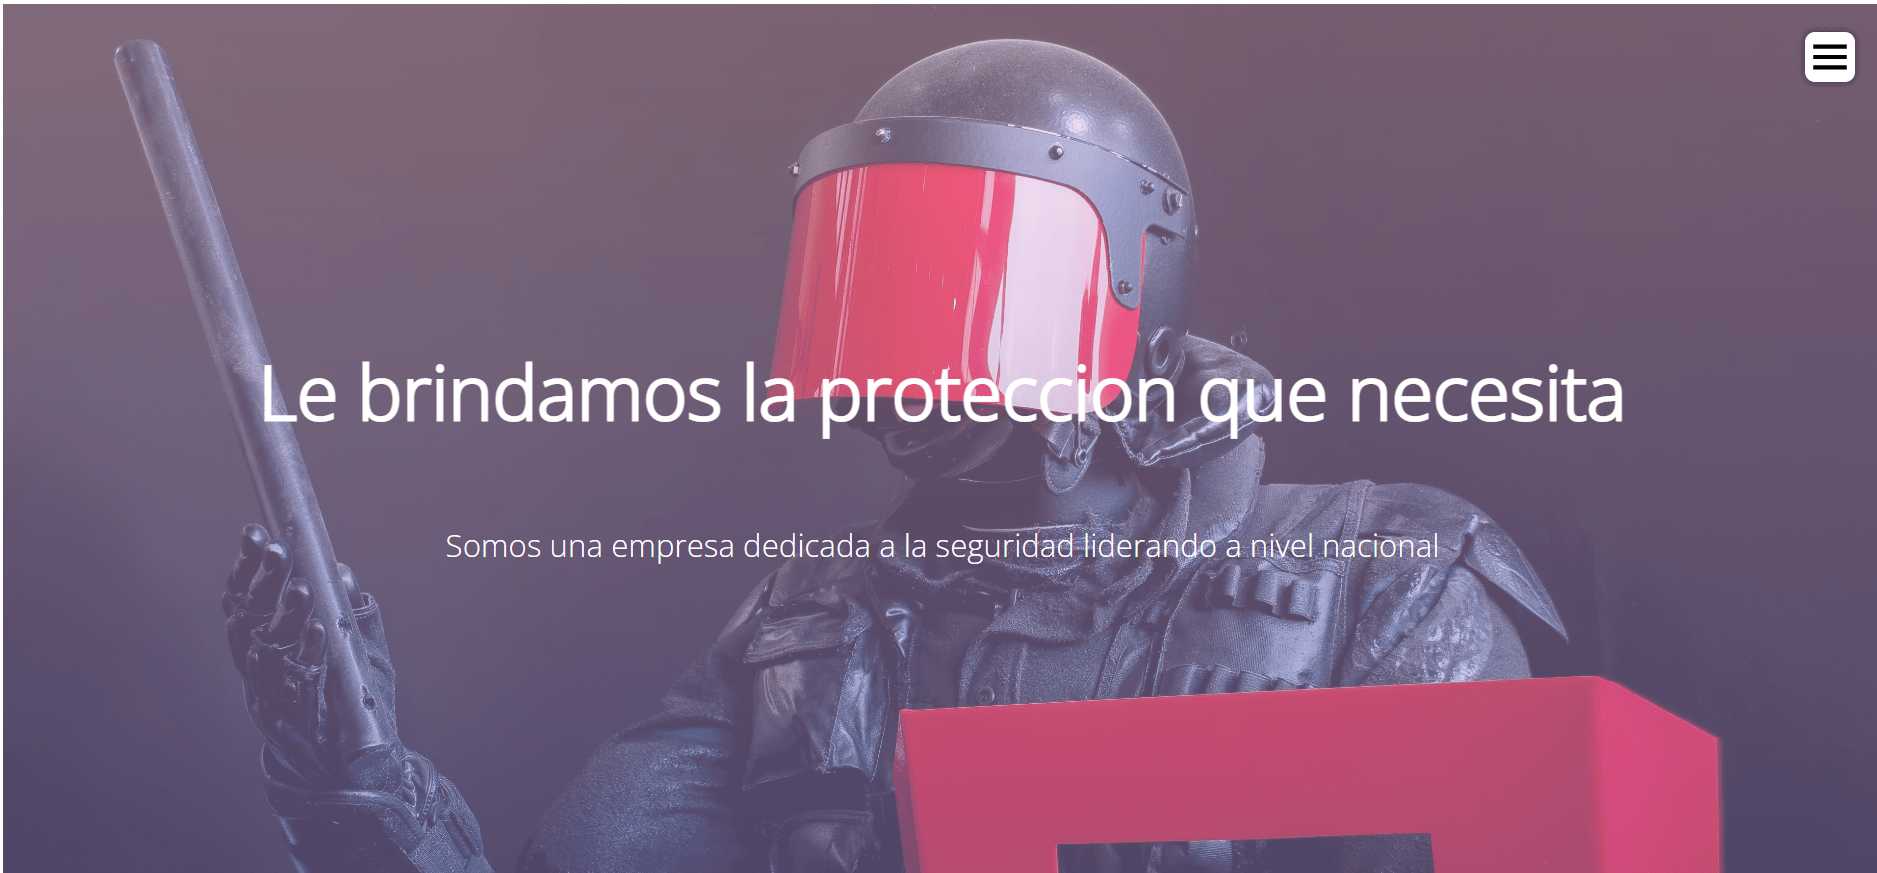 Le brindamos la proteccion que necesita
Somos una empresa dedicada a la seguridad liderando a nivel nacional